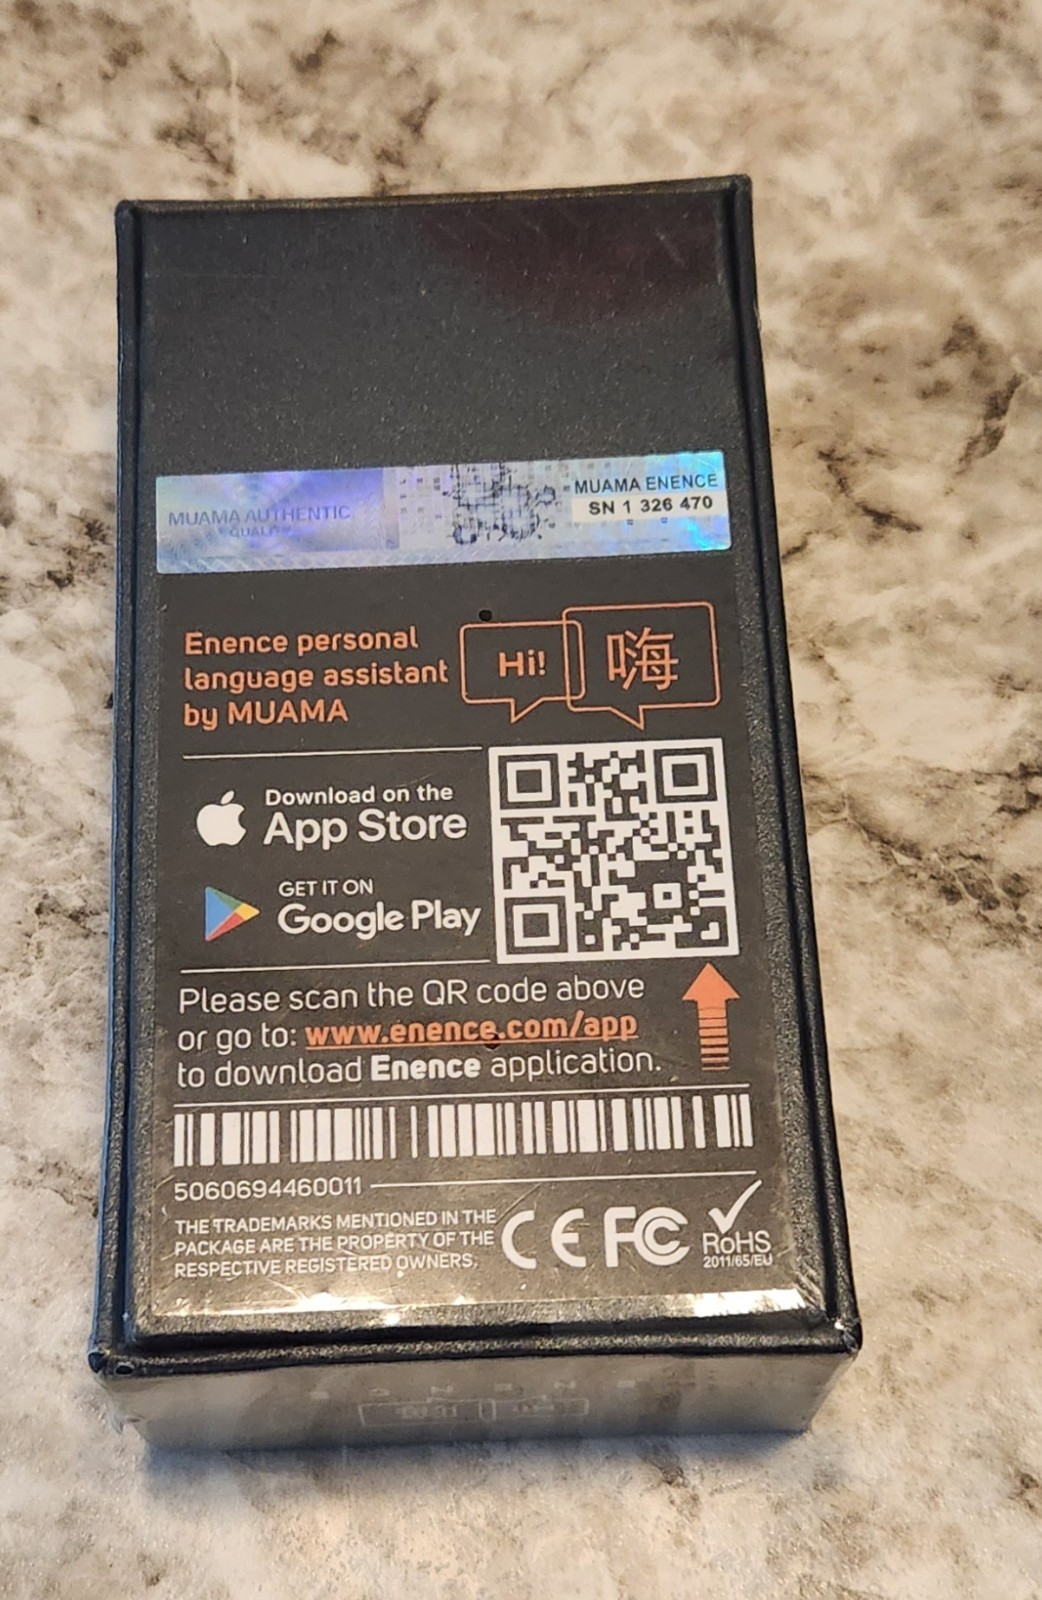 MUAMA AUTHENTIC
QUALITY
MUAMA ENENCE
SN 1 326 470
Enence personal
language assistant
by MUAMA
Hi!
嗨
Download on the
App Store
GET IT ON
Google Play
Please scan the QR code above
or go to: www.enence.com/app
to download Enence application.
5060694460011
THE TRADEMARKS MENTIONED IN THE
PACKAGE ARE THE PROPERTY OF THE
RESPECTIVE REGISTERED OWNERS.
CE FC RoHS
2011/65/EU